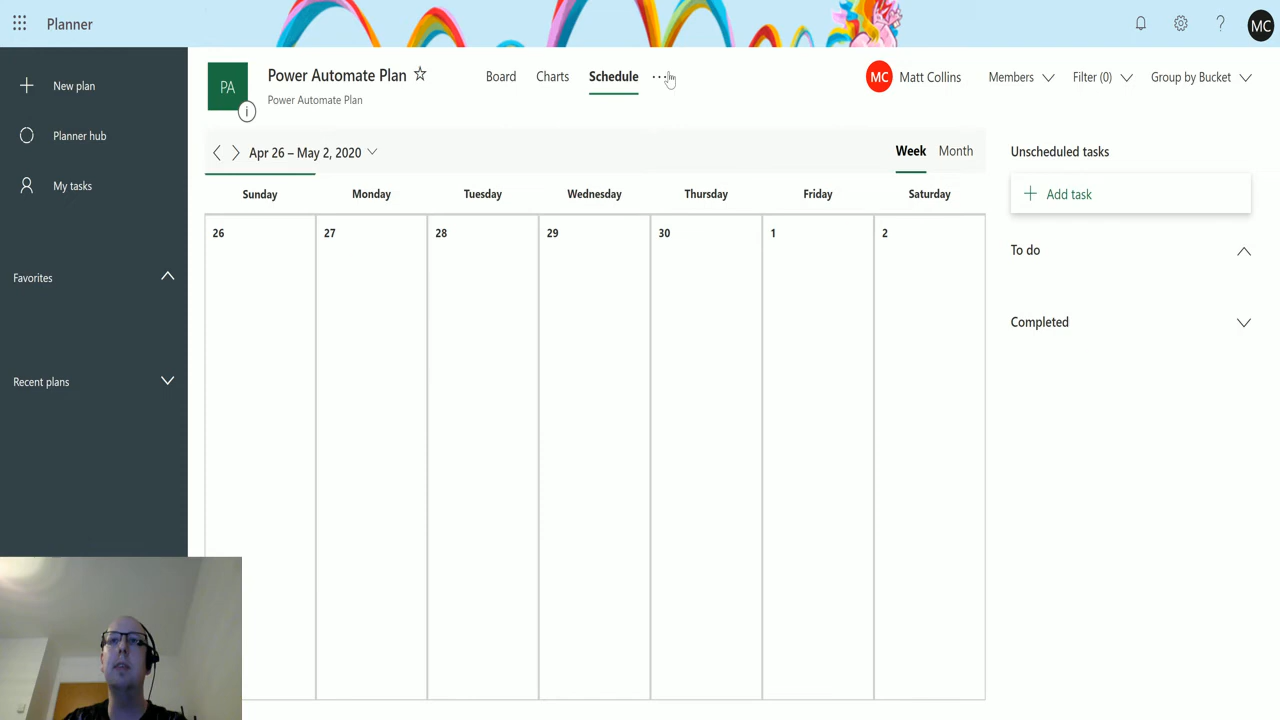 Planner
?
MC
New plan
Planner hub
My tasks
Favorites
Recent plans
PA
i
Power Automate Plan
Power Automate Plan
Board Charts Schedule ...
MC Matt Collins Members Filter (0) Group by Bucket
Apr 26 – May 2, 2020
Week Month
Sunday Monday Tuesday Wednesday Thursday Friday Saturday
26 27 28 29 30 1 2
Unscheduled tasks
+ Add task
To do
Completed